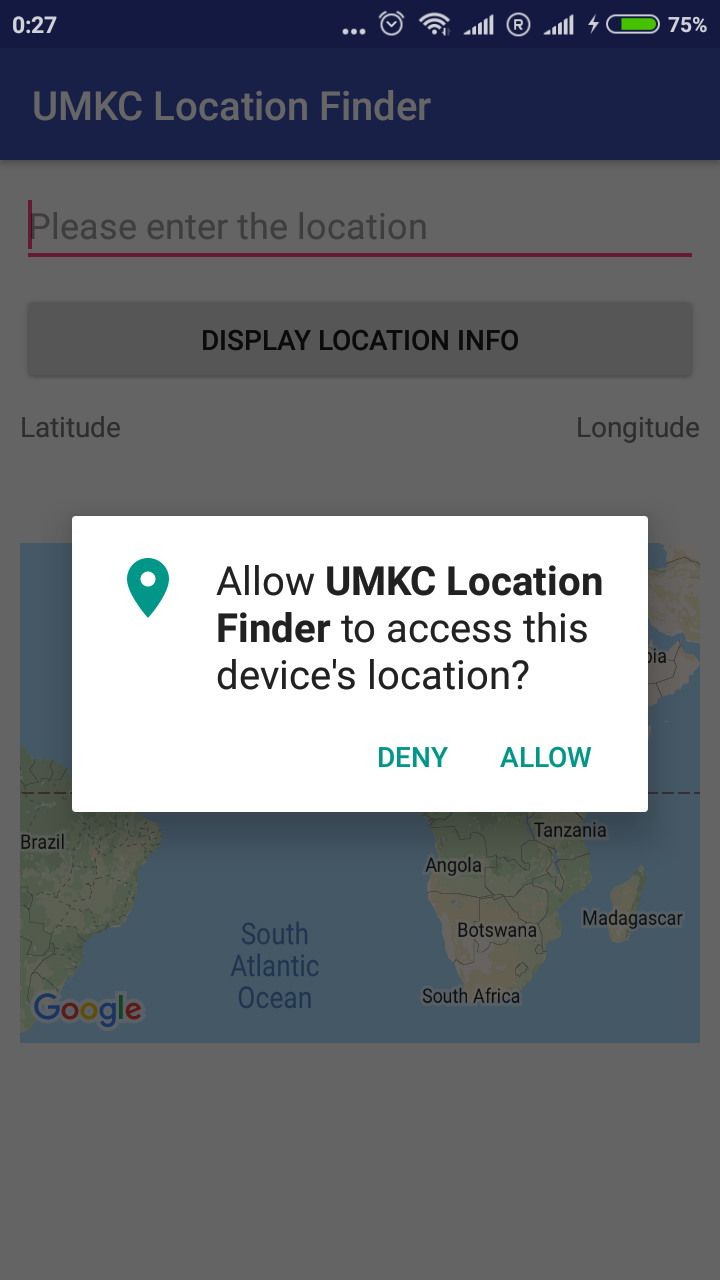 0:27
... R 75%
UMKC Location Finder
Please enter the location
DISPLAY LOCATION INFO
Latitude Longitude
Allow UMKC Location
Finder to access this
device's location?
DENY ALLOW
Brazil
Tanzania
Angola
Madagascar
Botswana
South
Atlantic
Ocean
South Africa
Google